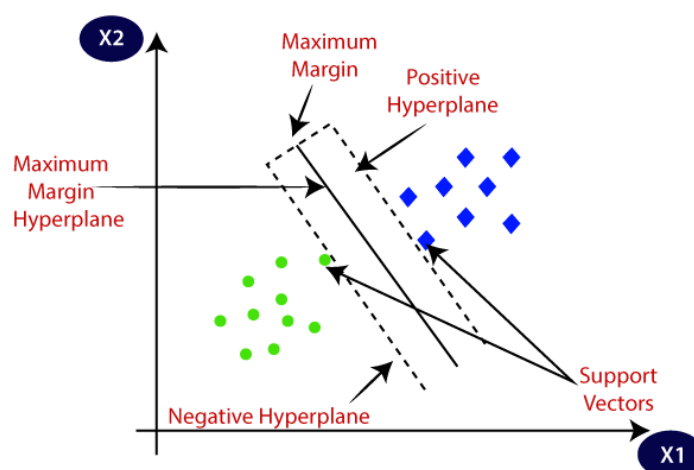 X2
Maximum
Margin
Positive
Hyperplane
Maximum
Margin
Hyperplane
Support
Vectors
Negative Hyperplane
X1